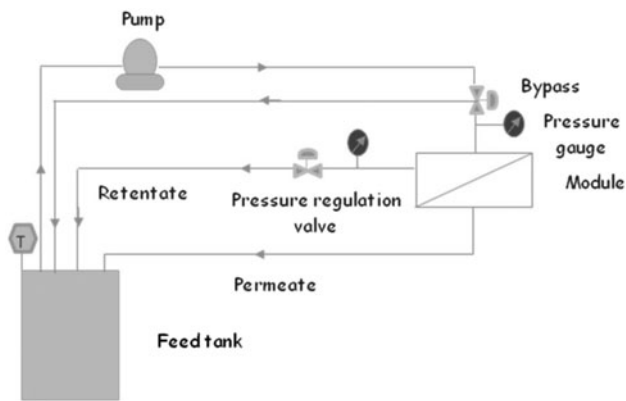 Pump
Bypass
Pressure
gauge
Module
Retentate
Pressure regulation
valve
T
Permeate
Feed tank